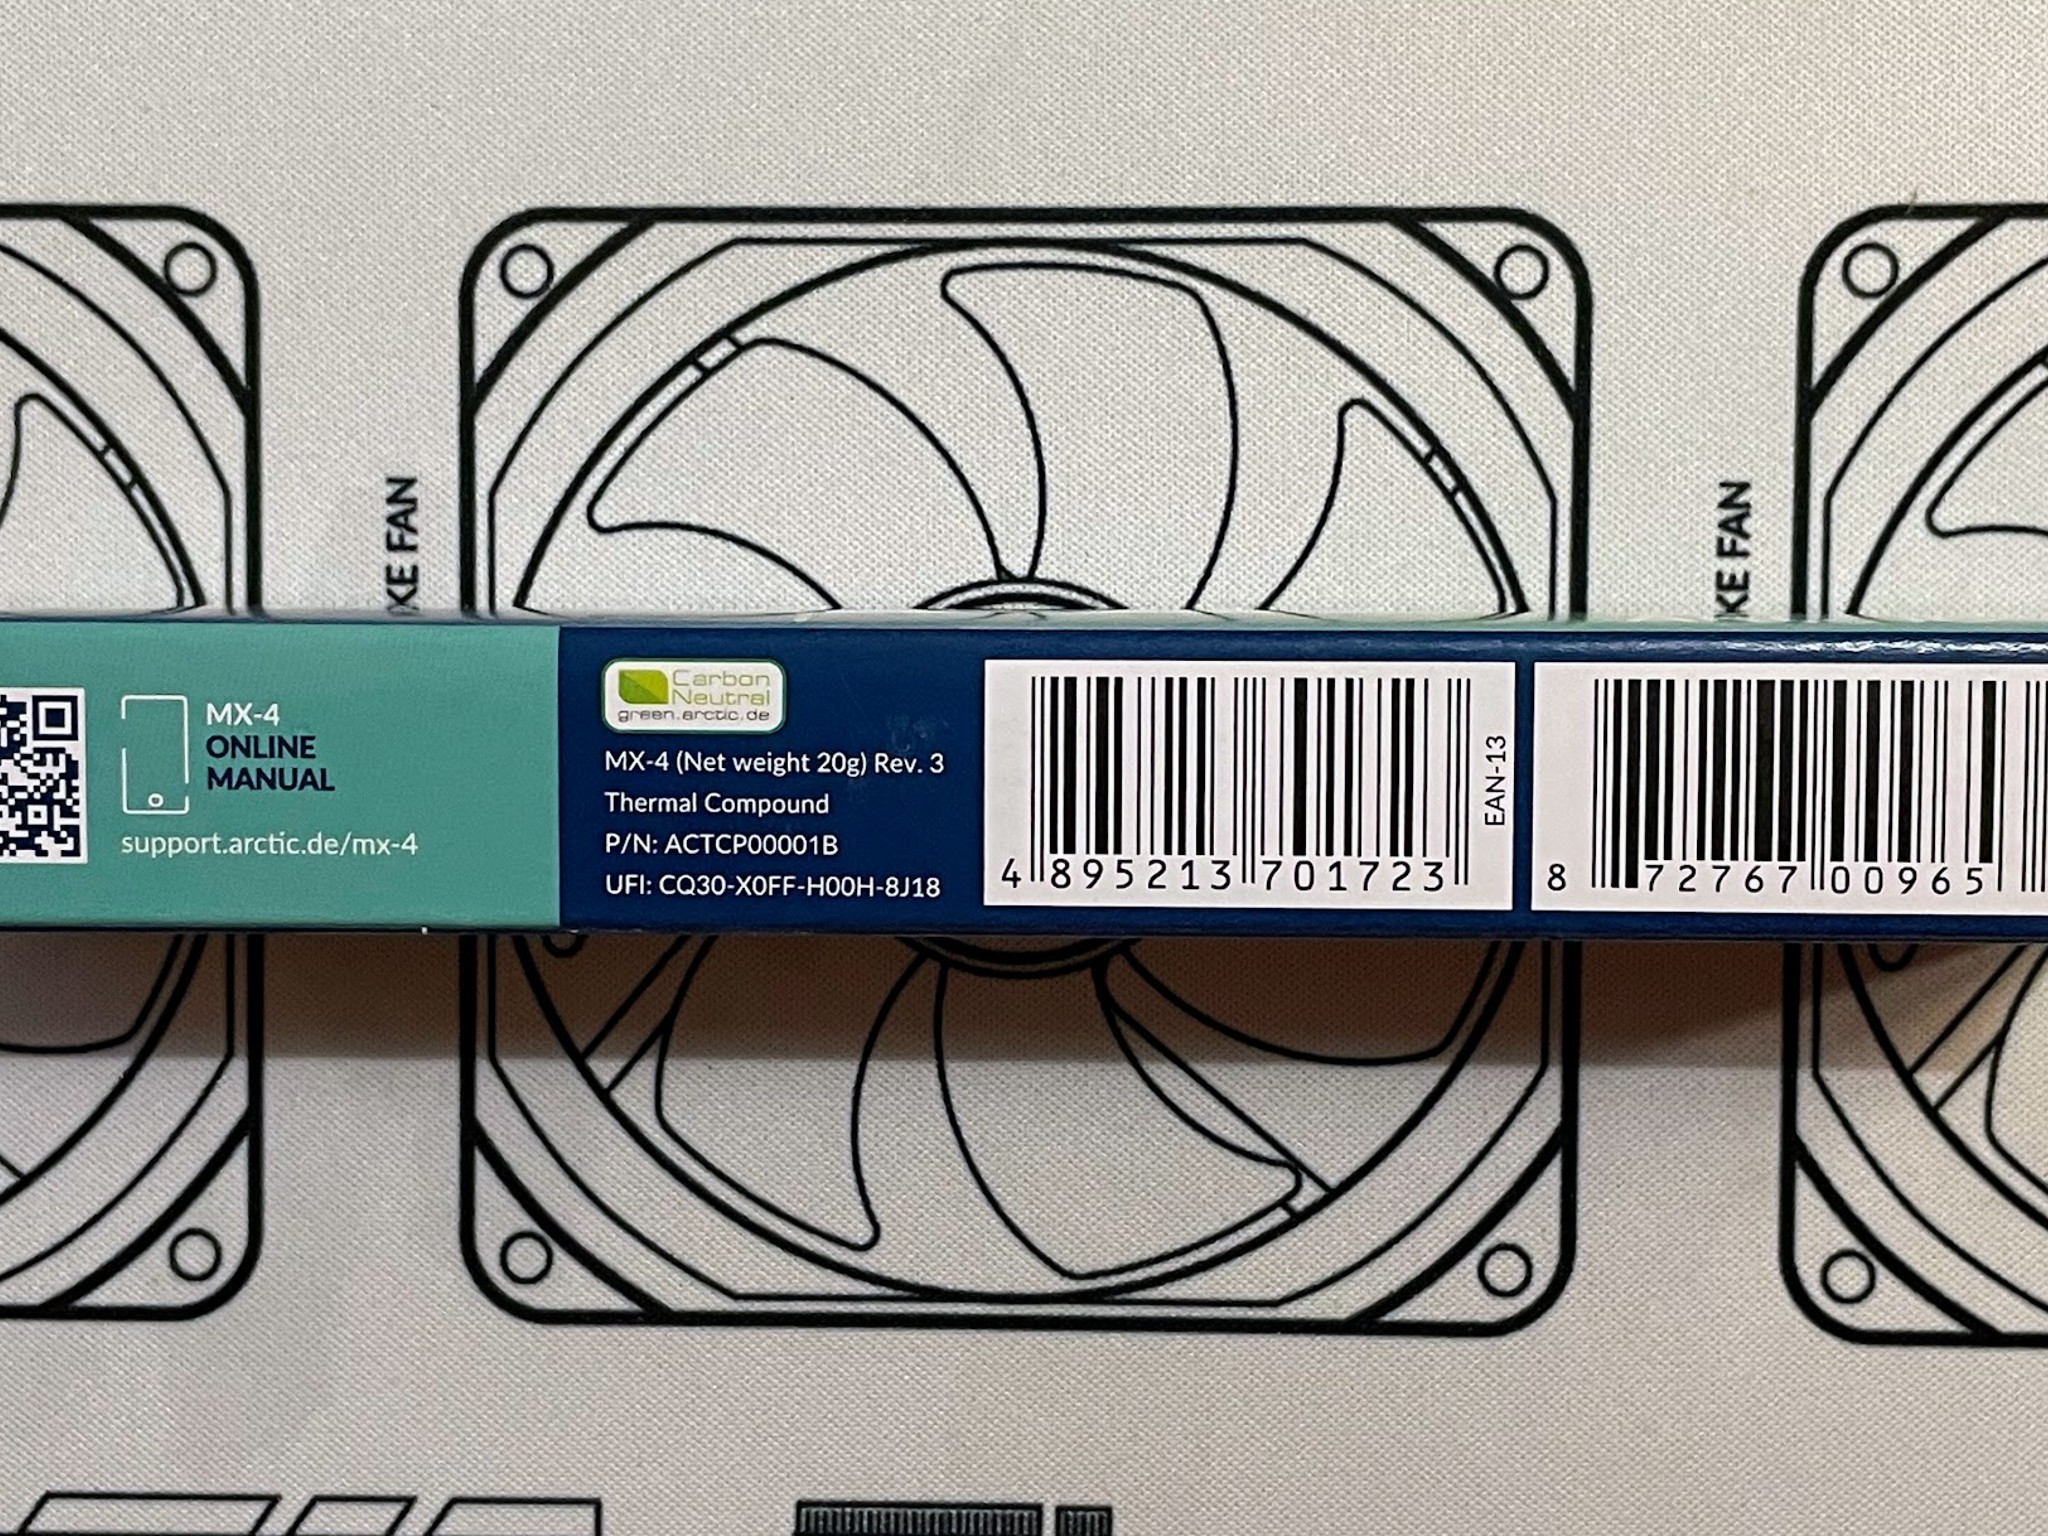 KE FAN
KE FAN
MX-4
ONLINE
MANUAL
support.arctic.de/mx-4
Carbon
Neutral
green.arctic.de
MX-4 (Net weight 20g) Rev. 3
Thermal Compound
P/N: ACTCP00001B
UFI: CQ30-X0FF-H00H-8J18
4 895213 701723
EAN-13
8 72767 00965